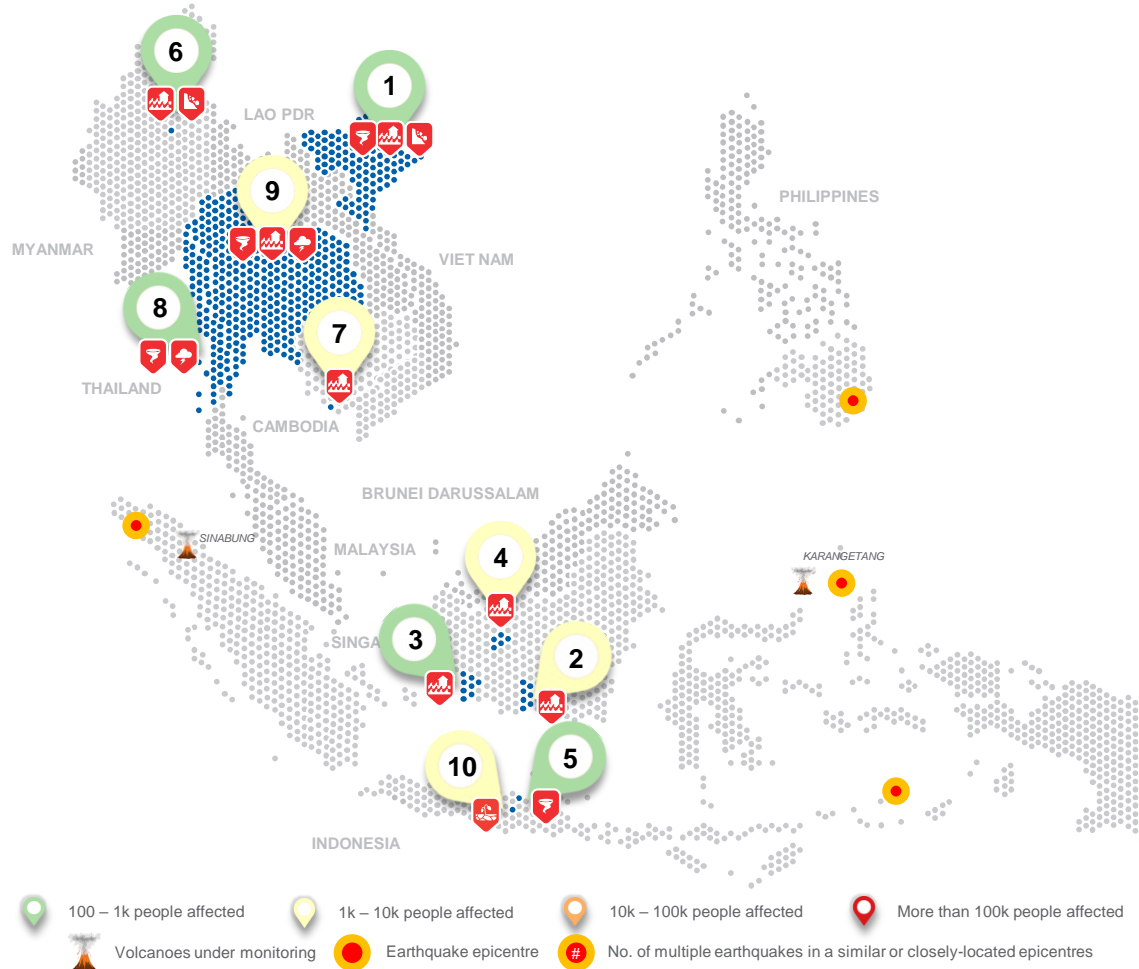 6
1
LAO PDR
9
PHILIPPINES
MYANMAR
VIET NAM
8
7
THAILAND
CAMBODIA
BRUNEI DARUSSALAM
SINABUNG
MALAYSIA
4
KARANGETANG
3
SINGA
2
5
10
INDONESIA
100 – 1k people affected
1k – 10k people affected
10k – 100k people affected
More than 100k people affected
Volcanoes under monitoring
Earthquake epicentre
#
No. of multiple earthquakes in a similar or closely-located epicentres